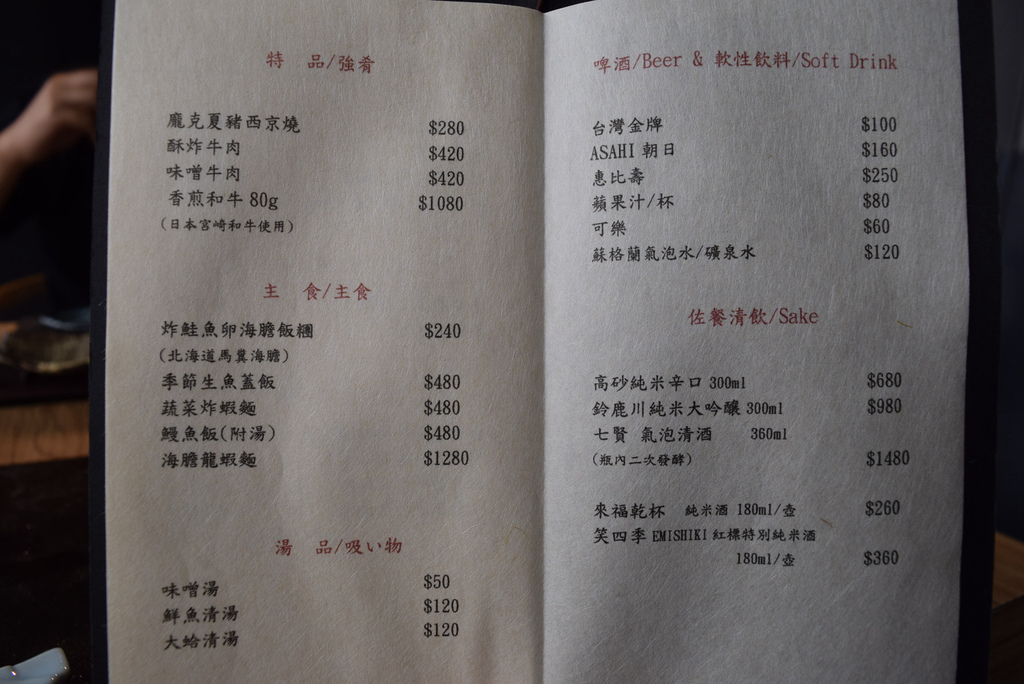 特 品/強肴
龐克夏豬西京燒 $280
酥炸牛肉 $420
味噌牛肉 $420
香煎和牛 80g $1080
(日本宮崎和牛使用)
主 食/主食
炸鮭魚卵海膽飯糰 $240
(北海道馬糞海膽)
季節生魚蓋飯 $480
蔬菜炸蝦麵 $480
鰻魚飯(附湯) $480
海膽龍蝦麵 $1280
湯 品/吸い物
味噌湯 $50
鮮魚清湯 $120
大蛤清湯 $120
啤酒/Beer & 軟性飲料/Soft Drink
台灣金牌 $100
ASAHI 朝日 $160
惠比壽 $250
蘋果汁/杯 $80
可樂 $60
蘇格蘭氣泡水/礦泉水 $120
佐餐清飲/Sake
高砂純米辛口 300ml $680
鈴鹿川純米大吟釀 300ml $980
七賢 氣泡清酒 360ml
(瓶內二次發酵) $1480
來福乾杯 純米酒 180ml/壺 $260
笑四季 EMISHIKI 紅標特別純米酒
180ml/壺 $360